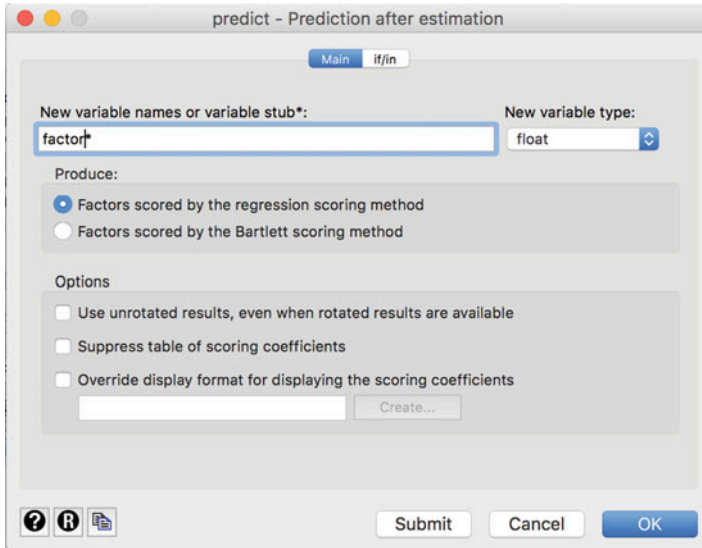 predict - Prediction after estimation
Main if/in
New variable names or variable stub*: New variable type:
factor* float
Produce:
Factors scored by the regression scoring method
Factors scored by the Bartlett scoring method
Options
Use unrotated results, even when rotated results are available
Suppress table of scoring coefficients
Override display format for displaying the scoring coefficients
Create...
? R Submit Cancel OK